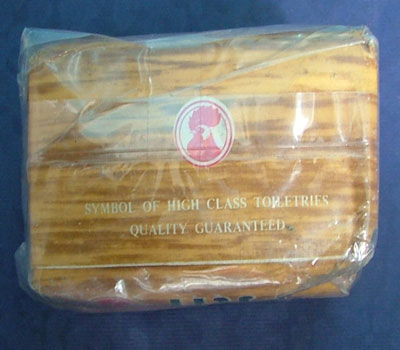 SYMBOL OF HIGH CLASS TOILETRIES
QUALITY GUARANTEED